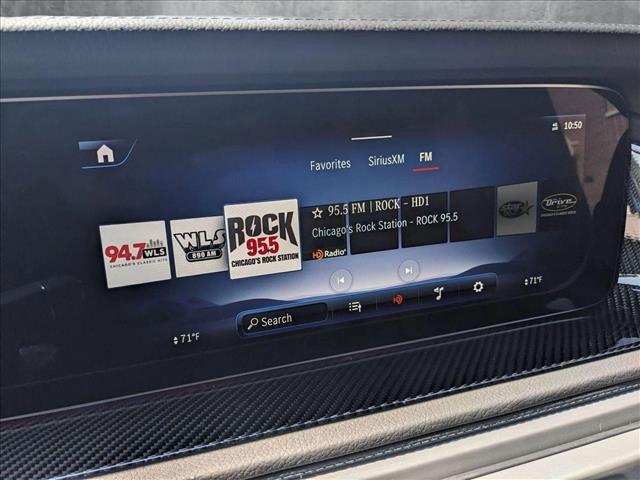 10:50
Favorites SiriusXM FM
95.5 FM | ROCK - HD1
Chicago's Rock Station - ROCK 95.5
HD Radio
94.7 WLS
CHICAGO'S CLASSIC HITS
WLS
890 AM
ROCK
95.5
CHICAGO'S ROCK STATION
Drive
Search
71°F
71°F